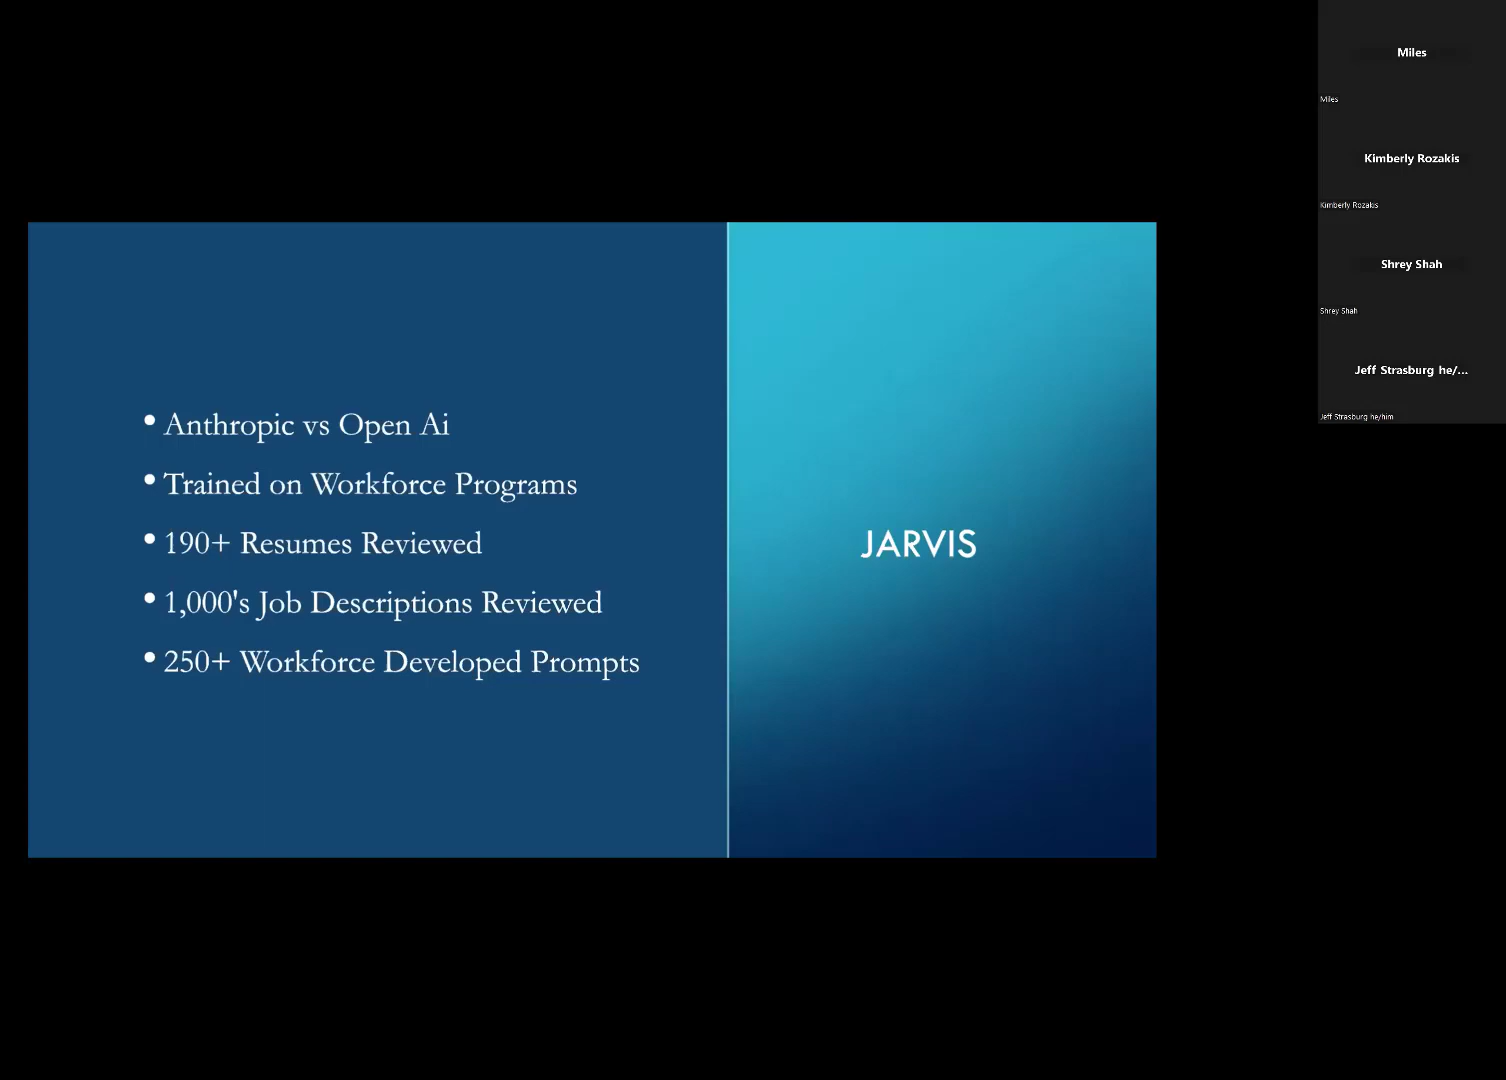 • Anthropic vs Open Ai
• Trained on Workforce Programs
• 190+ Resumes Reviewed
• 1,000's Job Descriptions Reviewed
• 250+ Workforce Developed Prompts
JARVIS
Miles
Miles
Kimberly Rozakis
Kimberly Rozakis
Shrey Shah
Shrey Shah
Jeff Strasburg he/...
Jeff Strasburg he/him